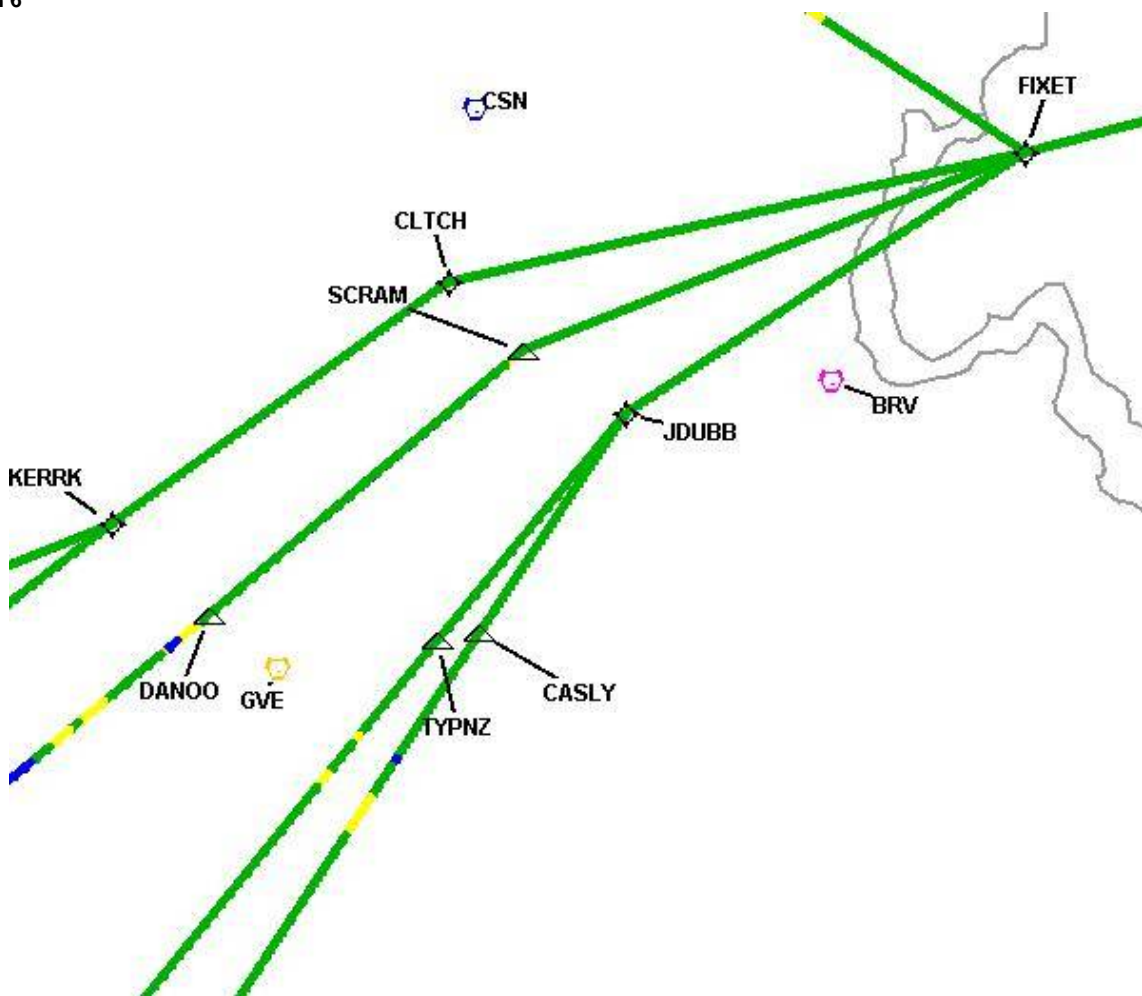 FIXET
CSN
CLTCH
SCRAM
BRV
JDUBB
KERRK
DANOO
GVE
CASLY
TYPNZ